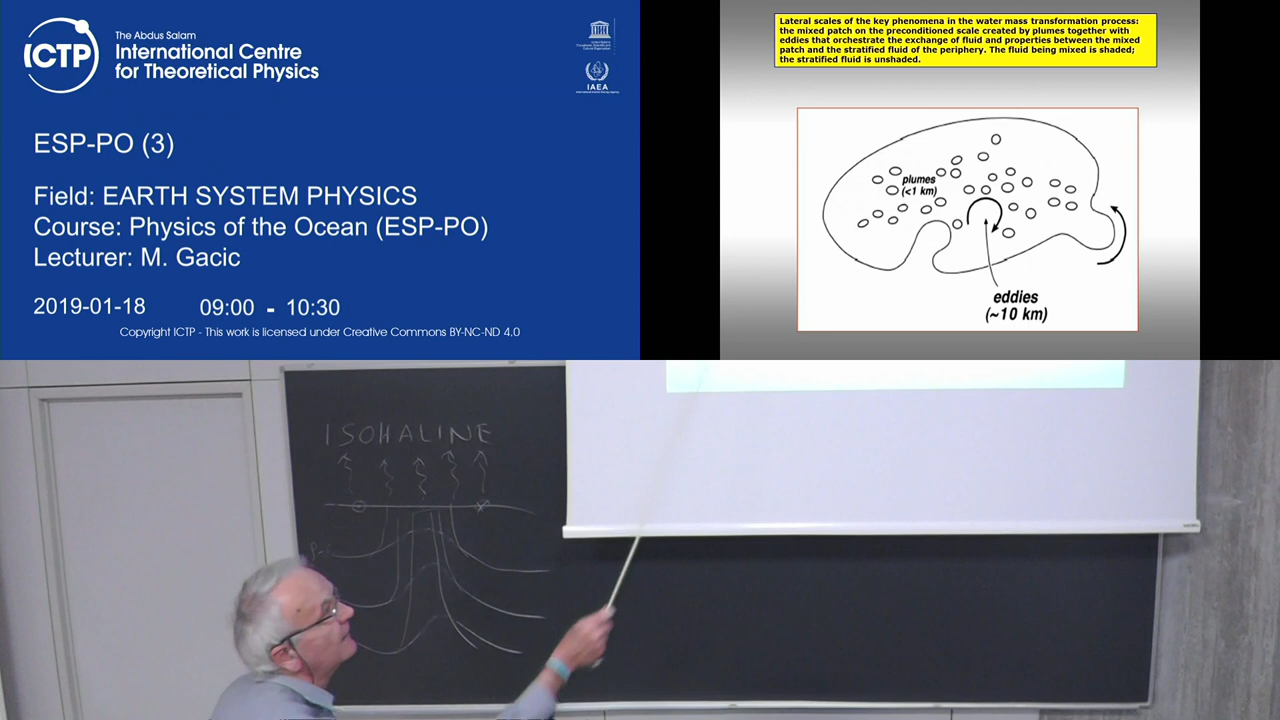 ICTP
The Abdus Salam
International Centre
for Theoretical Physics
IAEA
ESP-PO (3)
Field: EARTH SYSTEM PHYSICS
Course: Physics of the Ocean (ESP-PO)
Lecturer: M. Gacic
2019-01-18 09:00 - 10:30
Copyright ICTP - This work is licensed under Creative Commons BY-NC-ND 4.0
Lateral scales of the key phenomena in the water mass transformation process:
the mixed patch on the preconditioned scale created by plumes together with
eddies that orchestrate the exchange of fluid and properties between the mixed
patch and the stratified fluid of the periphery. The fluid being mixed is shaded;
the stratified fluid is unshaded.
plumes
(<1 km)
eddies
(~10 km)
ISOHALINE